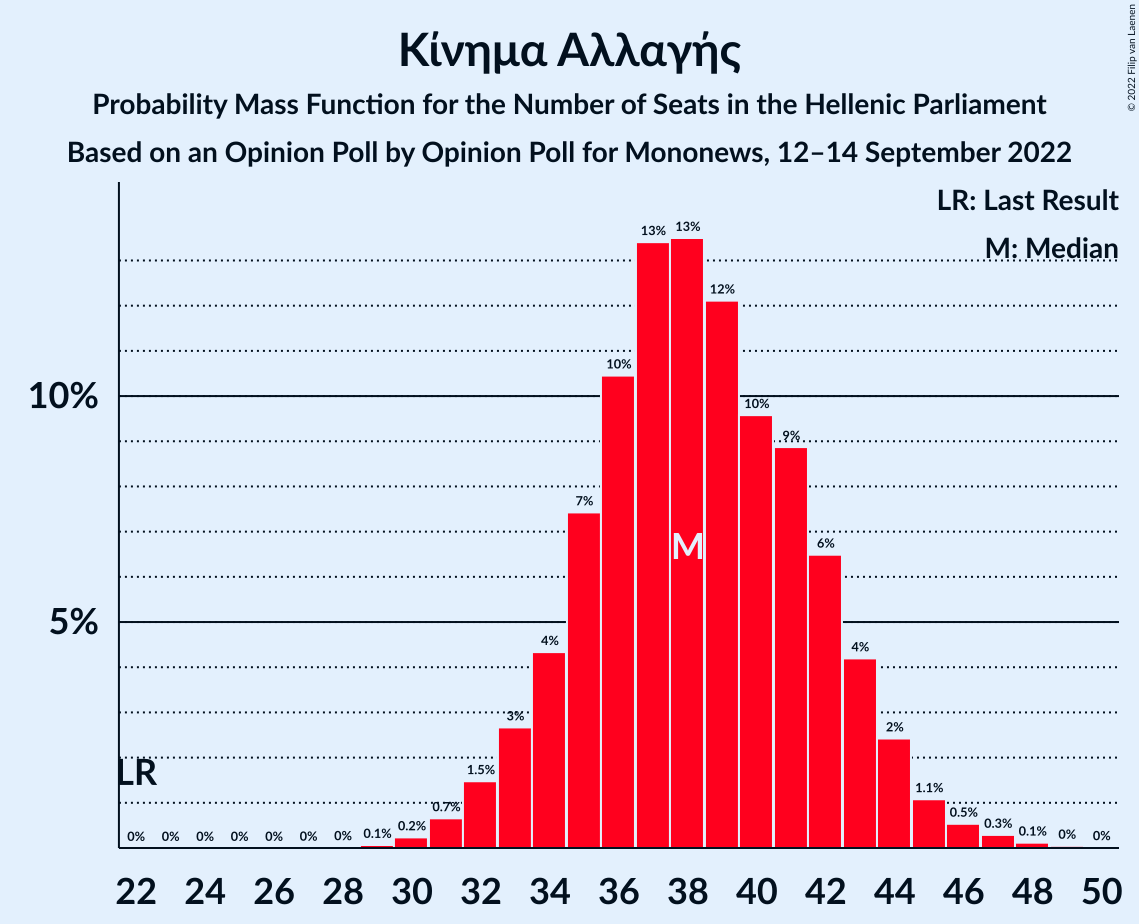 Κίνημα Αλλαγής
Probability Mass Function for the Number of Seats in the Hellenic Parliament
Based on an Opinion Poll by Opinion Poll for Mononews, 12–14 September 2022
© 2022 Filip van Laenen
LR: Last Result
M: Median
10%
5%
LR
M
0% 0% 0% 0% 0% 0% 0% 0.1% 0.2% 0.7% 1.5% 3% 4% 7% 10% 13% 13% 12% 10% 9% 6% 4% 2% 1.1% 0.5% 0.3% 0.1% 0% 0%
22 24 26 28 30 32 34 36 38 40 42 44 46 48 50